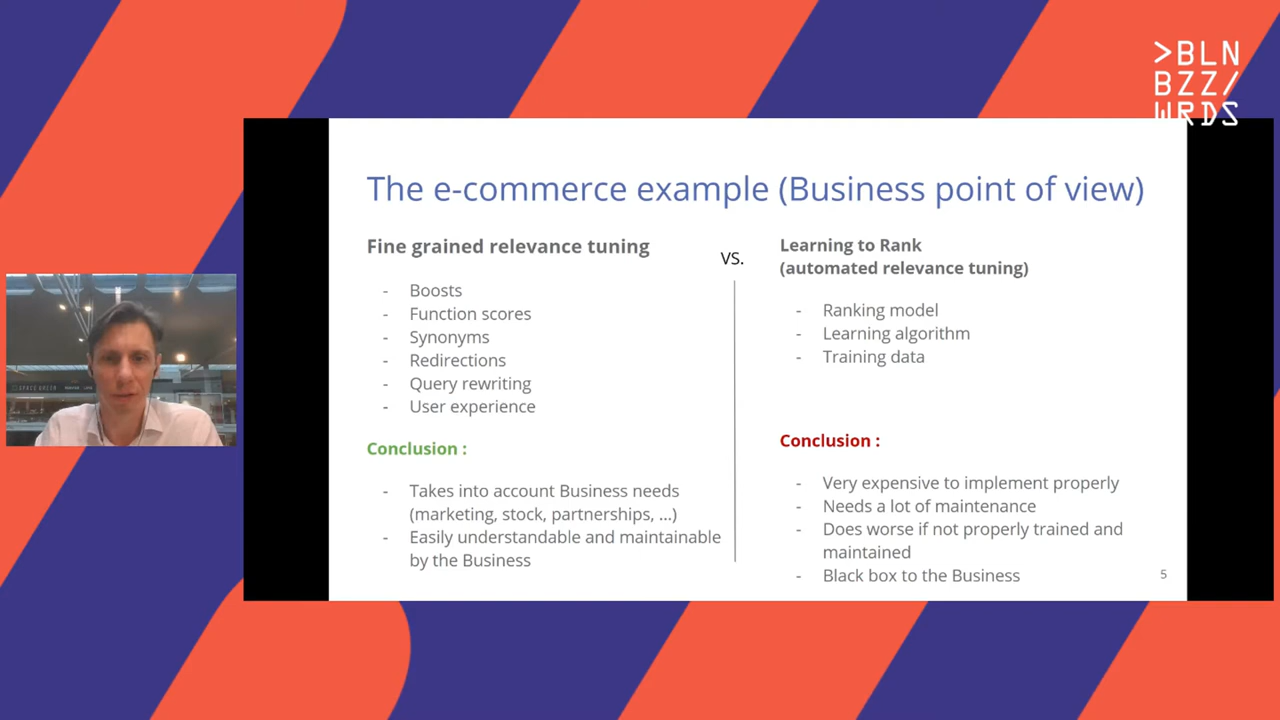 >BLN
BZZ/
WRDS
The e-commerce example (Business point of view)
Fine grained relevance tuning
- Boosts
- Function scores
- Synonyms
- Redirections
- Query rewriting
- User experience
Conclusion :
- Takes into account Business needs
(marketing, stock, partnerships, ...)
- Easily understandable and maintainable
by the Business
VS.
Learning to Rank
(automated relevance tuning)
- Ranking model
- Learning algorithm
- Training data
Conclusion :
- Very expensive to implement properly
- Needs a lot of maintenance
- Does worse if not properly trained and
maintained
- Black box to the Business
5